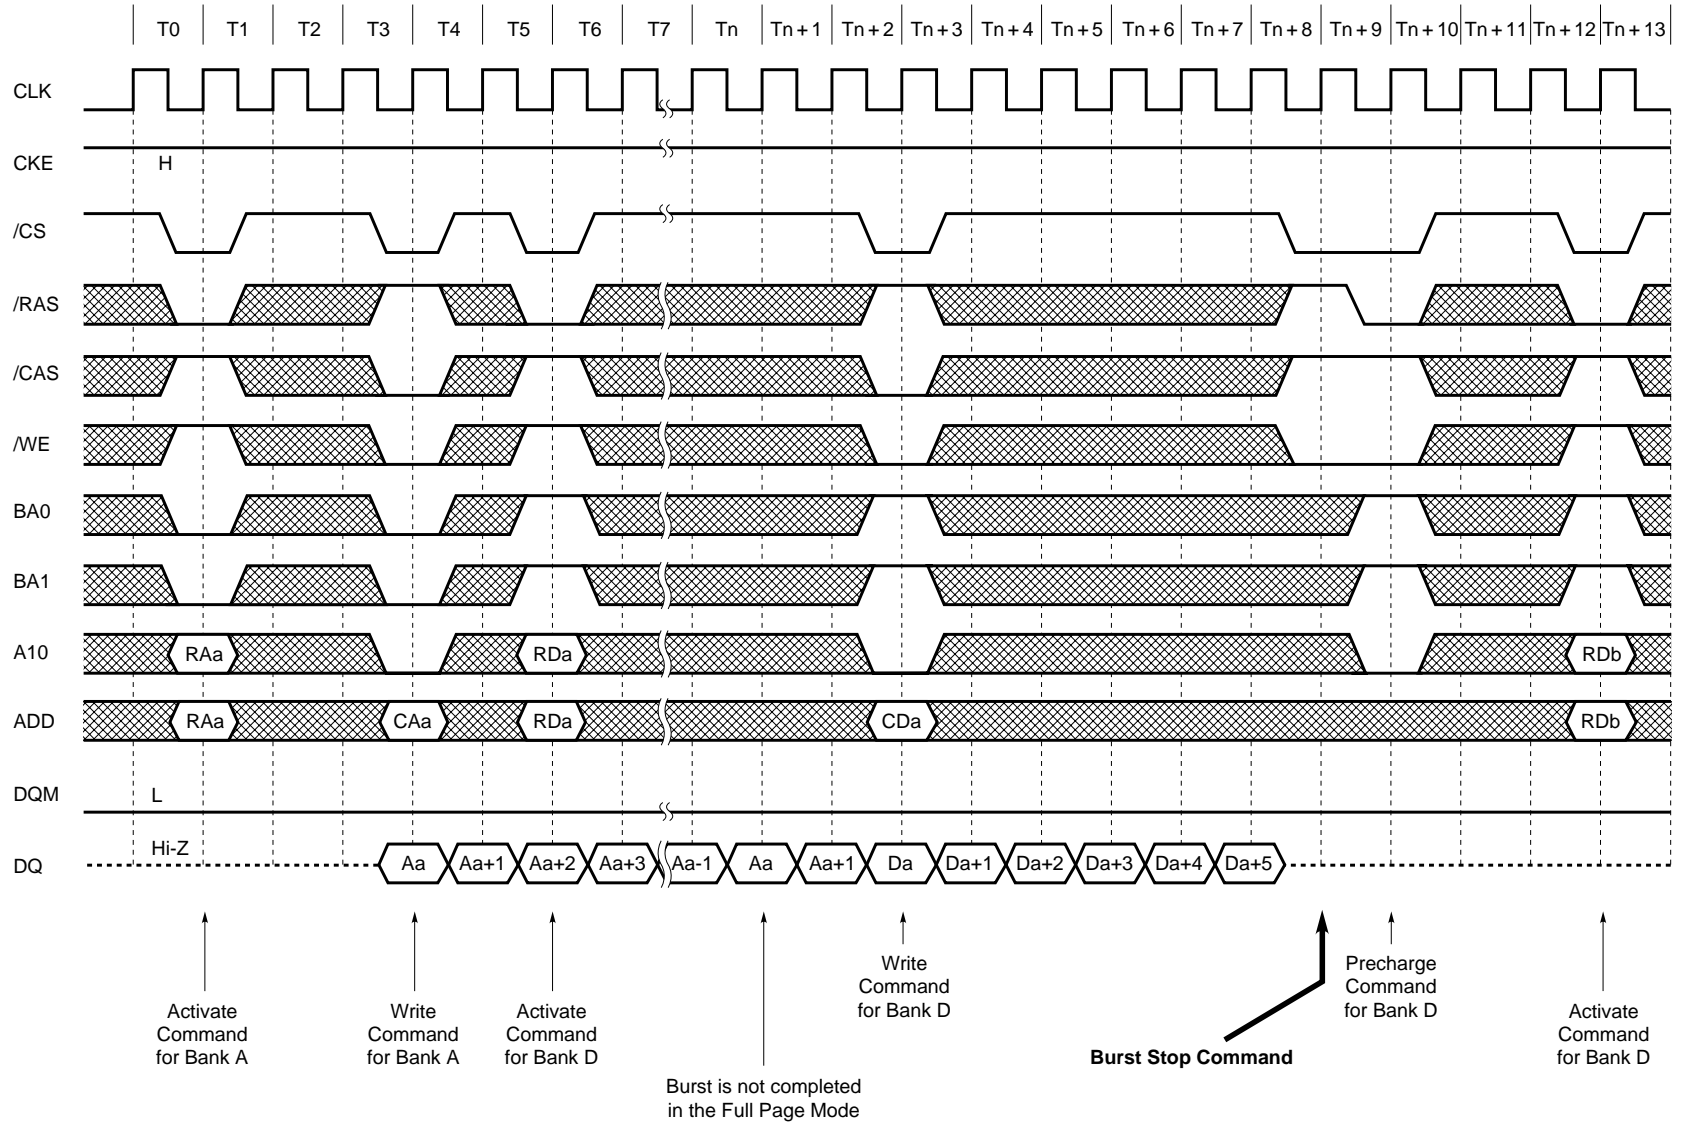 T0 T1 T2 T3 T4 T5 T6 T7 Tn Tn + 1 Tn + 2 Tn + 3 Tn + 4 Tn + 5 Tn + 6 Tn + 7 Tn + 8 Tn + 9 Tn + 10 Tn + 11 Tn + 12 Tn + 13
CLK
CKE H
/CS
/RAS
/CAS
/WE
BA0
BA1
A10 RAa RDa RDb
ADD RAa CAa RDa CDa RDb
DQM L
Hi-Z
DQ Aa Aa+1 Aa+2 Aa+3 Aa-1 Aa Aa+1 Da Da+1 Da+2 Da+3 Da+4 Da+5
Activate
Command
for Bank A
Write
Command
for Bank A
Activate
Command
for Bank D
Burst is not completed
in the Full Page Mode
Write
Command
for Bank D
Burst Stop Command
Precharge
Command
for Bank D
Activate
Command
for Bank D